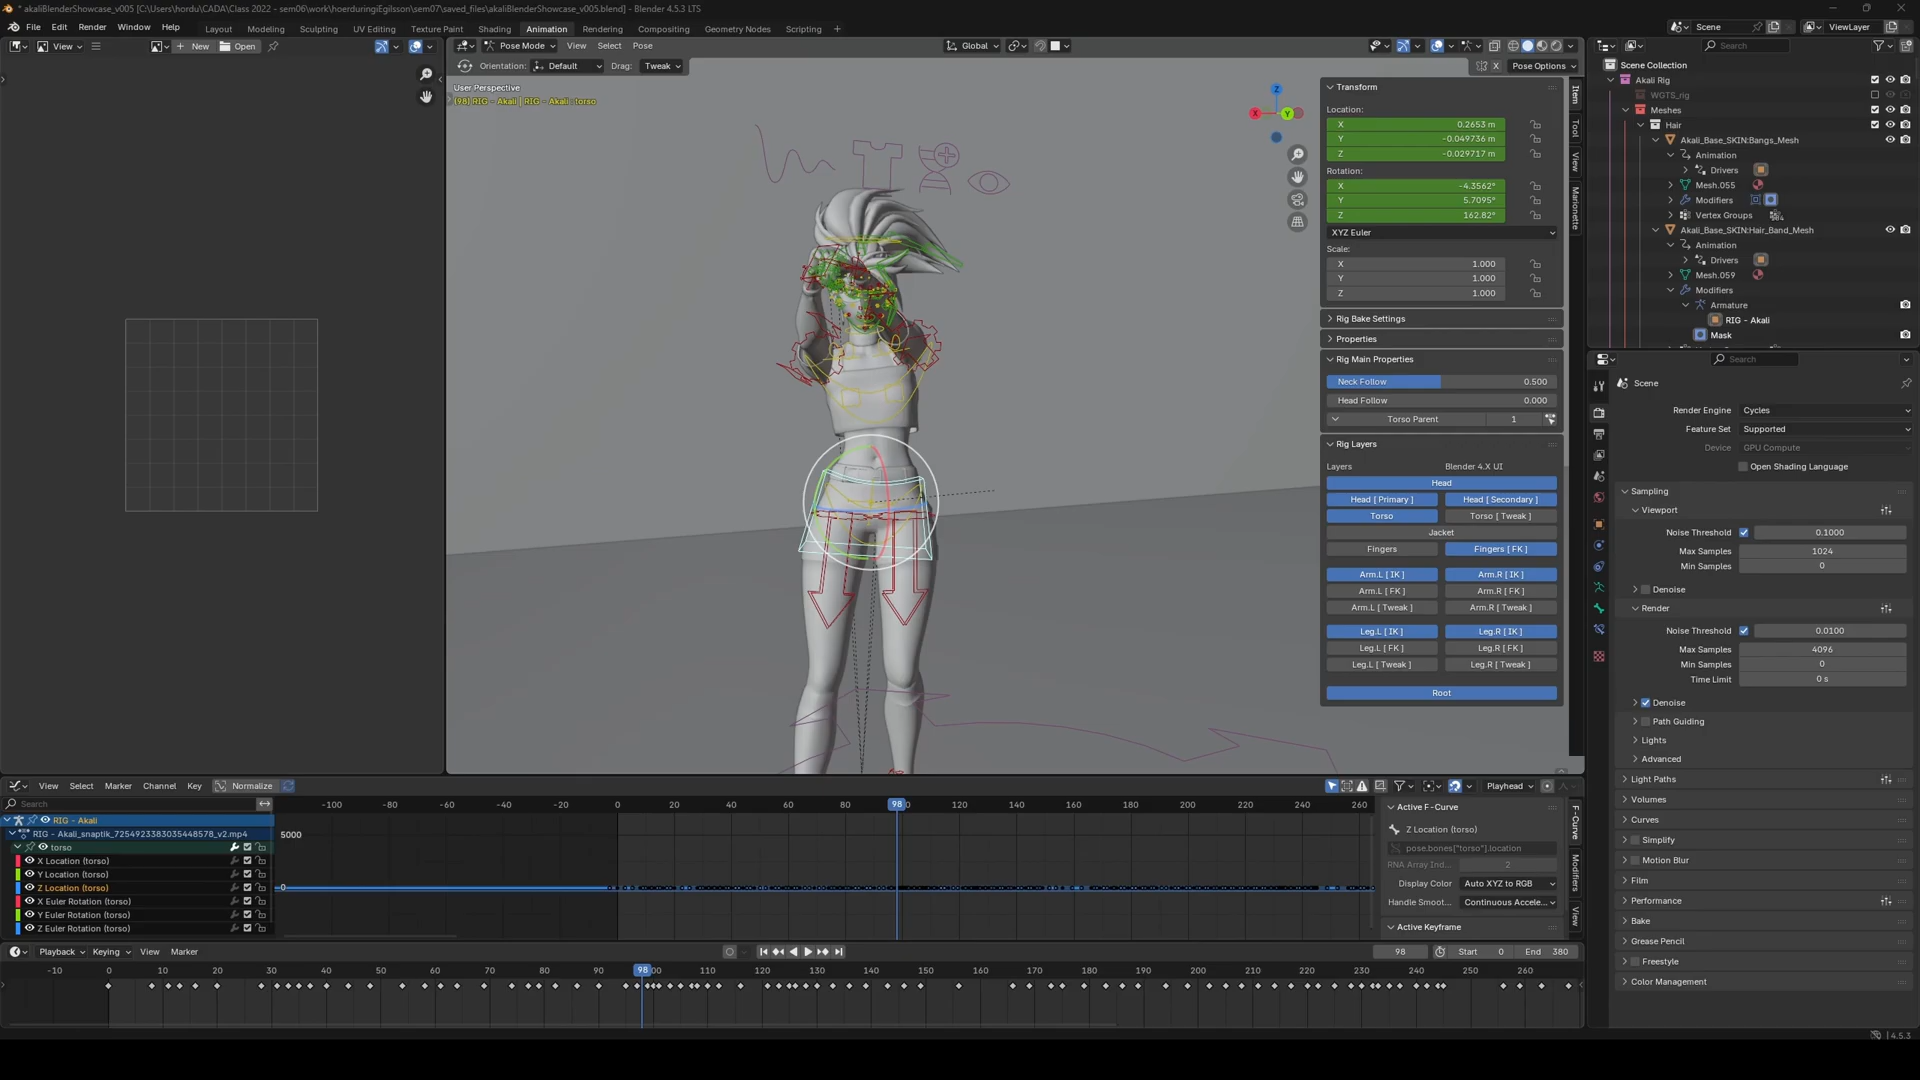 * akaliBlenderShowcase_v005 [C:\Users\hordu\CADA\Class 2022 - sem06\work\hoerduringiEgilsson\sem07\saved_files\akaliBlenderShowcase_v005.blend] - Blender 4.5.3 LTS
File Edit Render Window Help Layout Modeling Sculpting UV Editing Texture Paint Shading Animation Rendering Compositing Geometry Nodes Scripting + Scene ViewLayer
View New Open Pose Mode View Select Pose Global Search
Orientation: Default Drag: Tweak X Pose Options
User Perspective
(98) RIG - Akali | RIG - Akali : torso
Z
X
Y
Transform
Location:
X 0.2653 m
Y -0.049736 m
Z -0.029717 m
Rotation:
X -4.3562°
Y 5.7095°
Z 162.82°
XYZ Euler
Scale:
X 1.000
Y 1.000
Z 1.000
Rig Bake Settings
Properties
Rig Main Properties
Neck Follow 0.500
Head Follow 0.000
Torso Parent 1
Rig Layers
Layers Blender 4.X UI
Head
Head [ Primary ] Head [ Secondary ]
Torso Torso [ Tweak ]
Jacket
Fingers Fingers [ FK ]
Arm.L [ IK ] Arm.R [ IK ]
Arm.L [ FK ] Arm.R [ FK ]
Arm.L [ Tweak ] Arm.R [ Tweak ]
Leg.L [ IK ] Leg.R [ IK ]
Leg.L [ FK ] Leg.R [ FK ]
Leg.L [ Tweak ] Leg.R [ Tweak ]
Root
Item
Tool
View
Marionette
Scene Collection
Akali Rig
WGTS_rig
Meshes
Hair
Akali_Base_SKIN:Bangs_Mesh
Animation
Drivers
Mesh.055
Modifiers
Vertex Groups
Akali_Base_SKIN:Hair_Band_Mesh
Animation
Drivers
Mesh.059
Modifiers
Armature
RIG - Akali
Mask
Search
Scene
Render Engine Cycles
Feature Set Supported
Device GPU Compute
Open Shading Language
Sampling
Viewport
Noise Threshold 0.1000
Max Samples 1024
Min Samples 0
Denoise
Render
Noise Threshold 0.0100
Max Samples 4096
Min Samples 0
Time Limit 0 s
Denoise
Path Guiding
Lights
Advanced
Light Paths
Volumes
Curves
Simplify
Motion Blur
Film
Performance
Bake
Grease Pencil
Freestyle
Color Management
View Select Marker Channel Key Normalize Playhead
Search -100 -80 -60 -40 -20 0 20 40 60 80 98 120 140 160 180 200 220 240 260
RIG - Akali
RIG - Akali_snaptik_7254923383035448578_v2.mp4 5000
torso
X Location (torso)
Y Location (torso)
Z Location (torso) 0
X Euler Rotation (torso)
Y Euler Rotation (torso)
Z Euler Rotation (torso)
Active F-Curve
Z Location (torso)
pose.bones["torso"].location
RNA Array Ind... 2
Display Color Auto XYZ to RGB
Handle Smoot... Continuous Accele...
Active Keyframe
F-Curve
Modifiers
View
Playback Keying View Marker 98 Start 0 End 380
-10 0 10 20 30 40 50 60 70 80 90 98 110 120 130 140 150 160 170 180 190 200 210 220 230 240 250 260
4.5.3